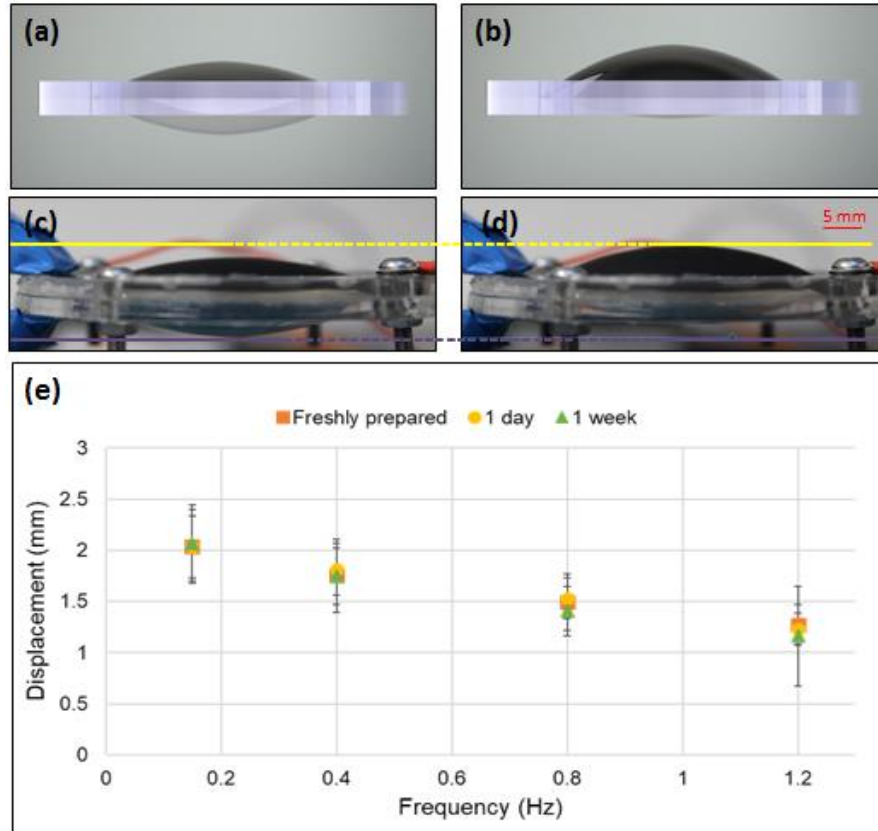 (a)
(b)
(c)
(d)
5 mm
(e)
Freshly prepared 1 day 1 week
3
2.5
2
1.5
1
0.5
0
Displacement (mm)
0 0.2 0.4 0.6 0.8 1 1.2
Frequency (Hz)